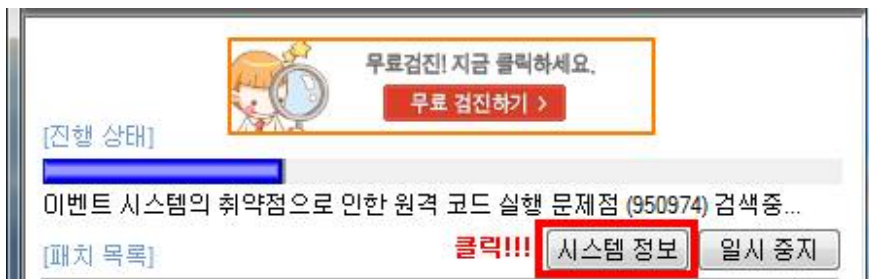 무료검진! 지금 클릭하세요.
무료 검진하기 >
[진행 상태]
이벤트 시스템의 취약점으로 인한 원격 코드 실행 문제점 (950974) 검색중...
[패치 목록] 클릭!!! 시스템 정보 일시 중지